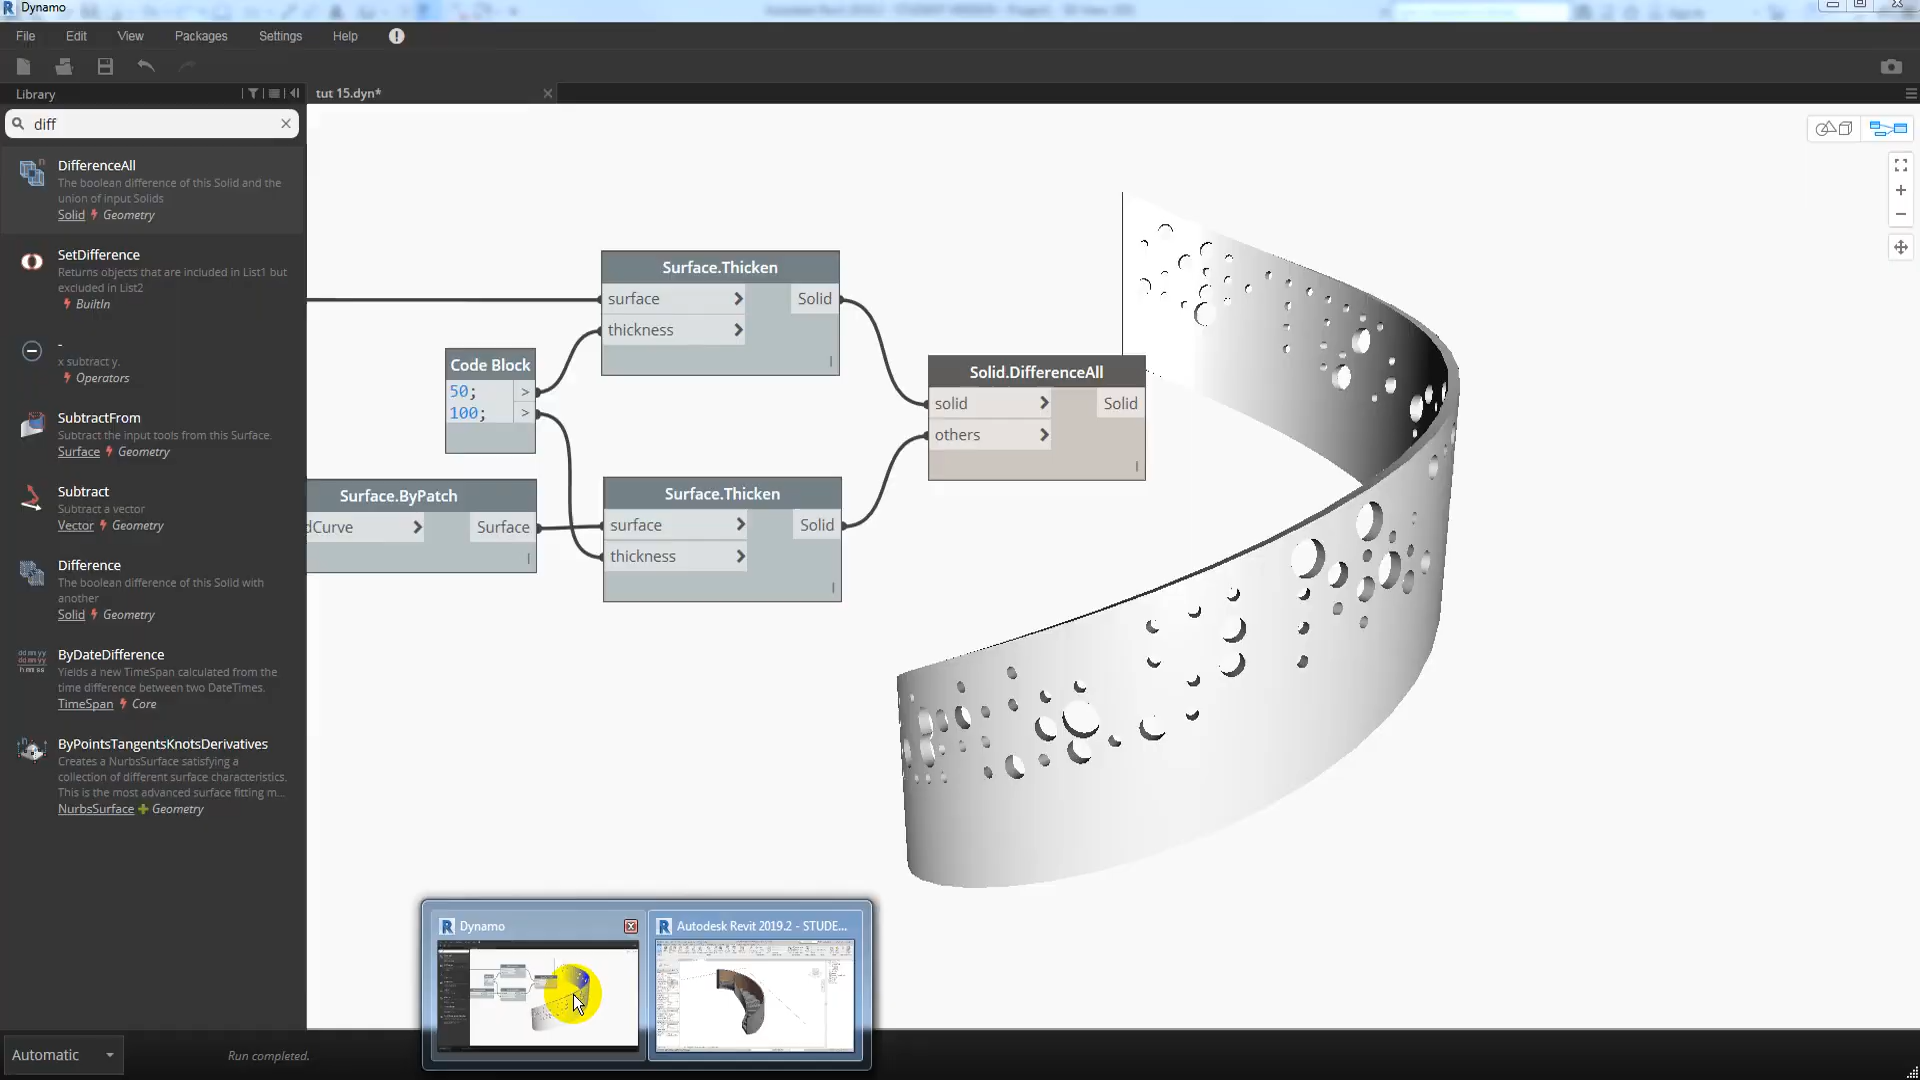 Dynamo
File Edit View Packages Settings Help
Library
tut 15.dyn*
diff
DifferenceAll
The boolean difference of this Solid and the
union of input Solids
Solid Geometry
SetDifference
Returns objects that are included in List1 but
excluded in List2
BuiltIn
-
x subtract y.
Operators
SubtractFrom
Subtract the input tools from this Surface.
Surface Geometry
Subtract
Subtract a vector
Vector Geometry
Difference
The boolean difference of this Solid with
another
Solid Geometry
ByDateDifference
Yields a new TimeSpan calculated from the
time difference between two DateTimes.
TimeSpan Core
ByPointsTangentsKnotsDerivatives
Creates a NurbsSurface satisfying a
collection of different surface characteristics.
This is the most advanced surface fitting m...
NurbsSurface Geometry
Surface.Thicken
surface > Solid
thickness >
Code Block
50; >
100; >
Surface.ByPatch
dCurve > Surface
Surface.Thicken
surface > Solid
thickness >
Solid.DifferenceAll
solid > Solid
others >
Dynamo
Autodesk Revit 2019.2 - STUDE...
Automatic
Run completed.